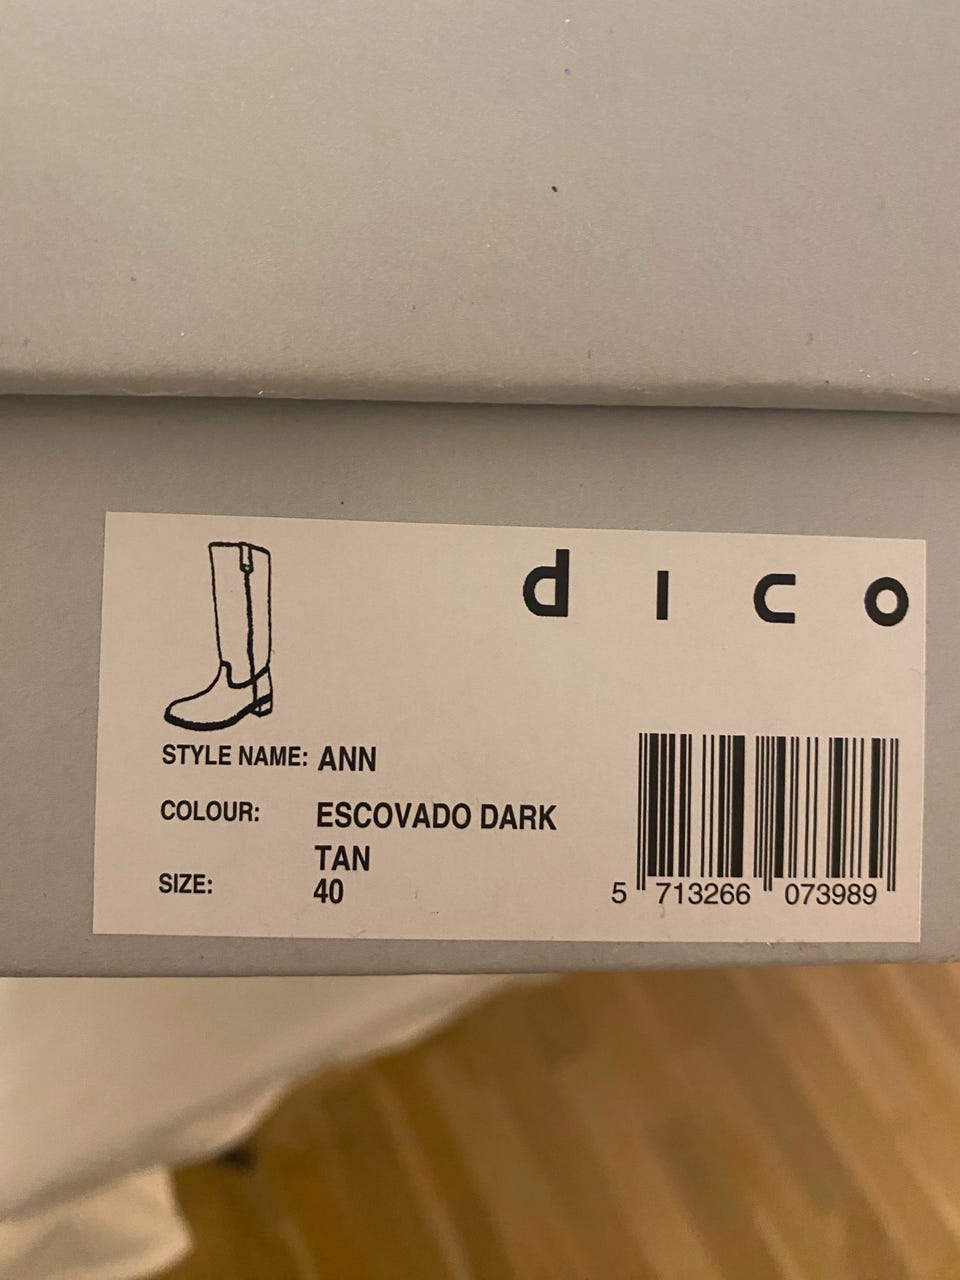 dico
STYLE NAME: ANN
COLOUR: ESCOVADO DARK
TAN
SIZE: 40
5 713266 073989